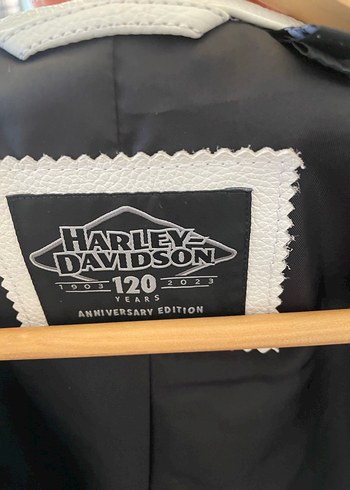 HARLEY-
DAVIDSON
1903 120 2023
YEARS
ANNIVERSARY EDITION